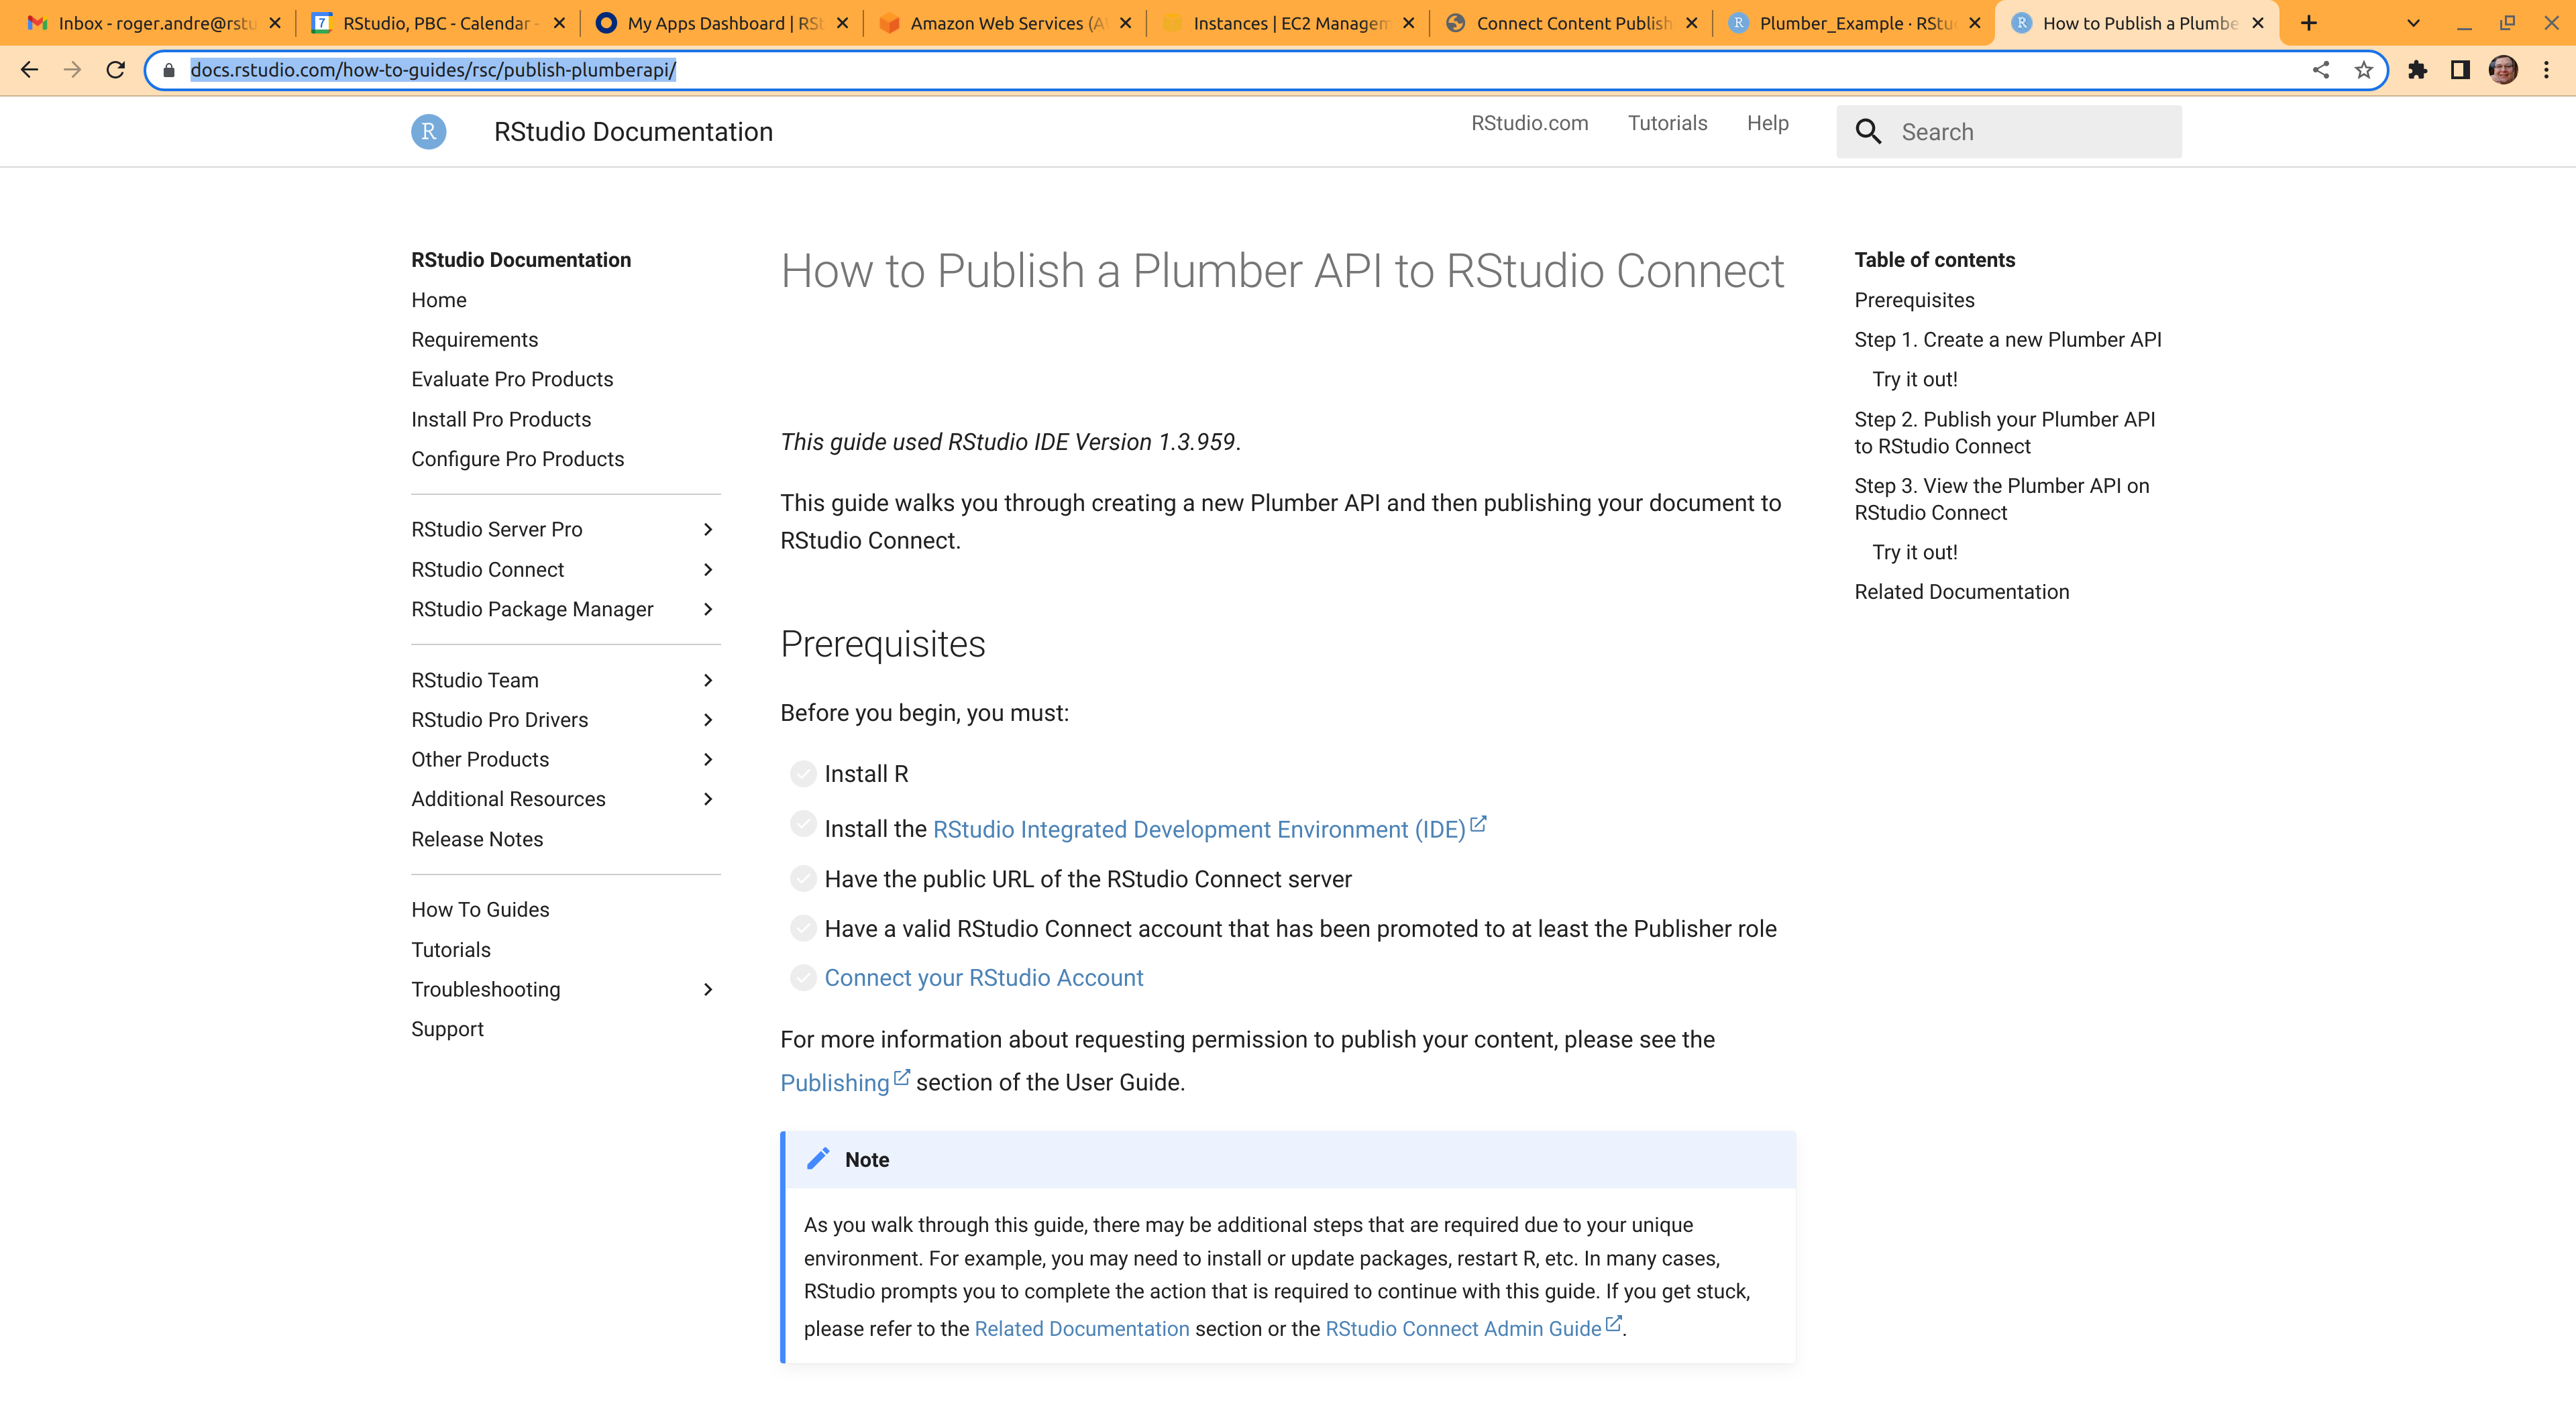 Inbox - roger.andre@rstu
7
RStudio, PBC - Calendar -
My Apps Dashboard | RSt
Amazon Web Services (A
Instances | EC2 Managem
Connect Content Publish
R
Plumber_Example · RStu
R
How to Publish a Plumbe
docs.rstudio.com/how-to-guides/rsc/publish-plumberapi/
R
RStudio Documentation
RStudio.com
Tutorials
Help
Search
RStudio Documentation
Home
Requirements
Evaluate Pro Products
Install Pro Products
Configure Pro Products
RStudio Server Pro
RStudio Connect
RStudio Package Manager
RStudio Team
RStudio Pro Drivers
Other Products
Additional Resources
Release Notes
How To Guides
Tutorials
Troubleshooting
Support
How to Publish a Plumber API to RStudio Connect
This guide used RStudio IDE Version 1.3.959.
This guide walks you through creating a new Plumber API and then publishing your document to
RStudio Connect.
Prerequisites
Before you begin, you must:
Install R
Install the RStudio Integrated Development Environment (IDE)
Have the public URL of the RStudio Connect server
Have a valid RStudio Connect account that has been promoted to at least the Publisher role
Connect your RStudio Account
For more information about requesting permission to publish your content, please see the
Publishing section of the User Guide.
Note
As you walk through this guide, there may be additional steps that are required due to your unique
environment. For example, you may need to install or update packages, restart R, etc. In many cases,
RStudio prompts you to complete the action that is required to continue with this guide. If you get stuck,
please refer to the Related Documentation section or the RStudio Connect Admin Guide.
Table of contents
Prerequisites
Step 1. Create a new Plumber API
Try it out!
Step 2. Publish your Plumber API
to RStudio Connect
Step 3. View the Plumber API on
RStudio Connect
Try it out!
Related Documentation